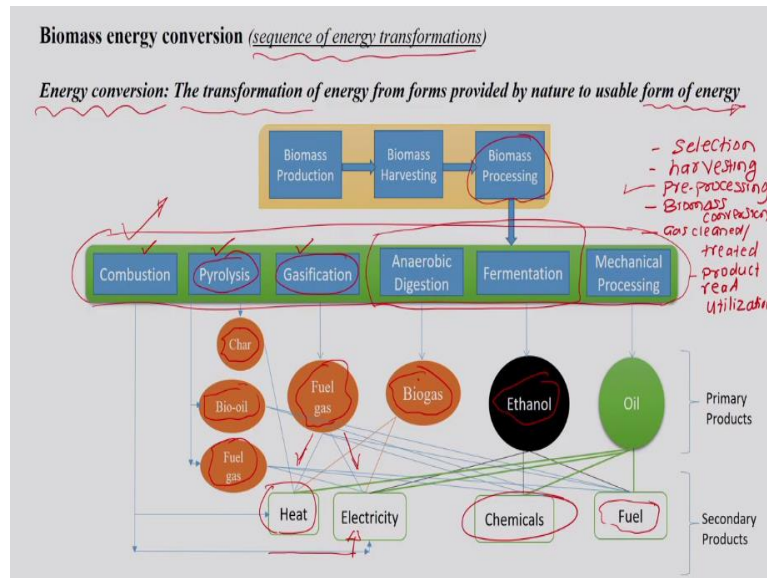 Biomass energy conversion (sequence of energy transformations)
Energy conversion: The transformation of energy from forms provided by nature to usable form of energy
Biomass Production
Biomass Harvesting
Biomass Processing
- Selection
- harvesting
- Pre-processing
- Biomass conversion
- Gas cleaned/
treated
- product
read
utilization
Combustion
Pyrolysis
Gasification
Anaerobic Digestion
Fermentation
Mechanical Processing
Char
Bio-oil
Fuel gas
Fuel gas
Biogas
Ethanol
Oil
Primary Products
Heat
Electricity
Chemicals
Fuel
Secondary Products